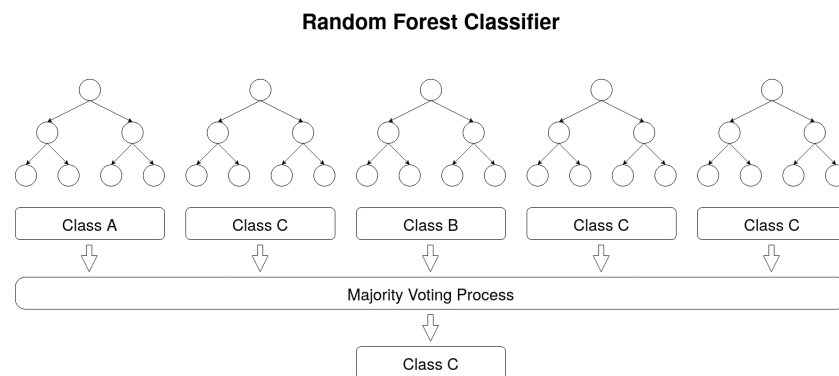 Random Forest Classifier
Class A
Class C
Class B
Class C
Class C
Majority Voting Process
Class C